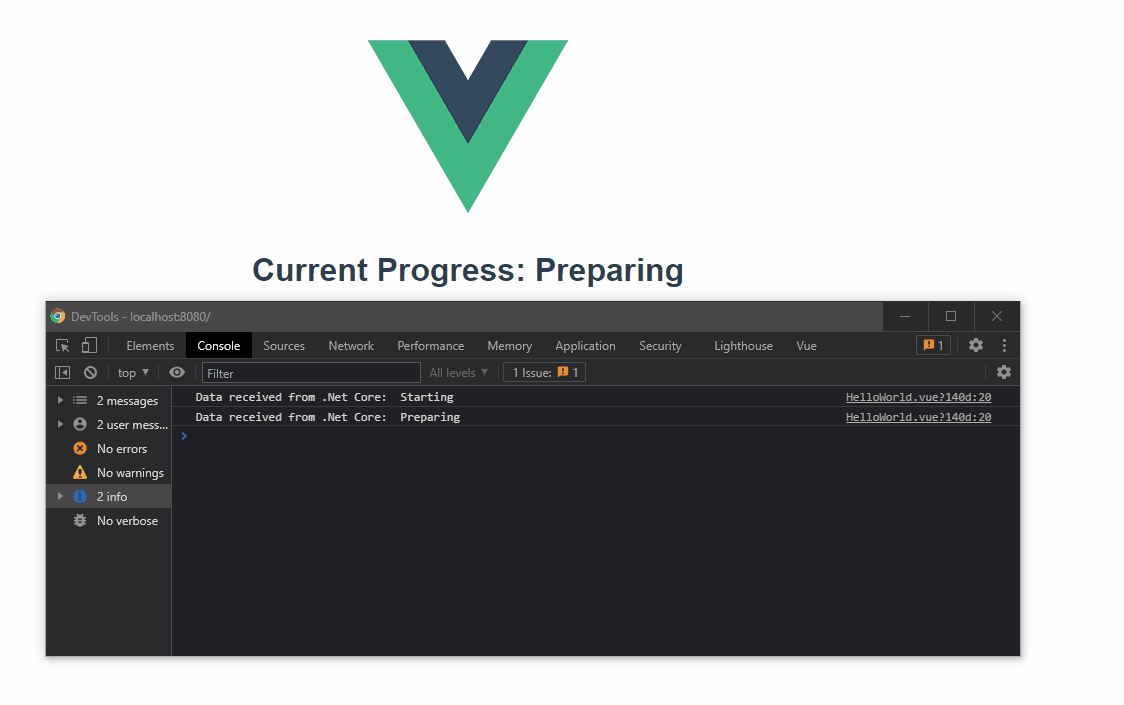 Current Progress: Preparing
DevTools - localhost:8080/
Elements Console Sources Network Performance Memory Application Security Lighthouse Vue 1
top Filter All levels 1 Issue: 1
2 messages
2 user mess...
No errors
No warnings
2 info
No verbose
Data received from .Net Core: Starting HelloWorld.vue?140d:20
Data received from .Net Core: Preparing HelloWorld.vue?140d:20